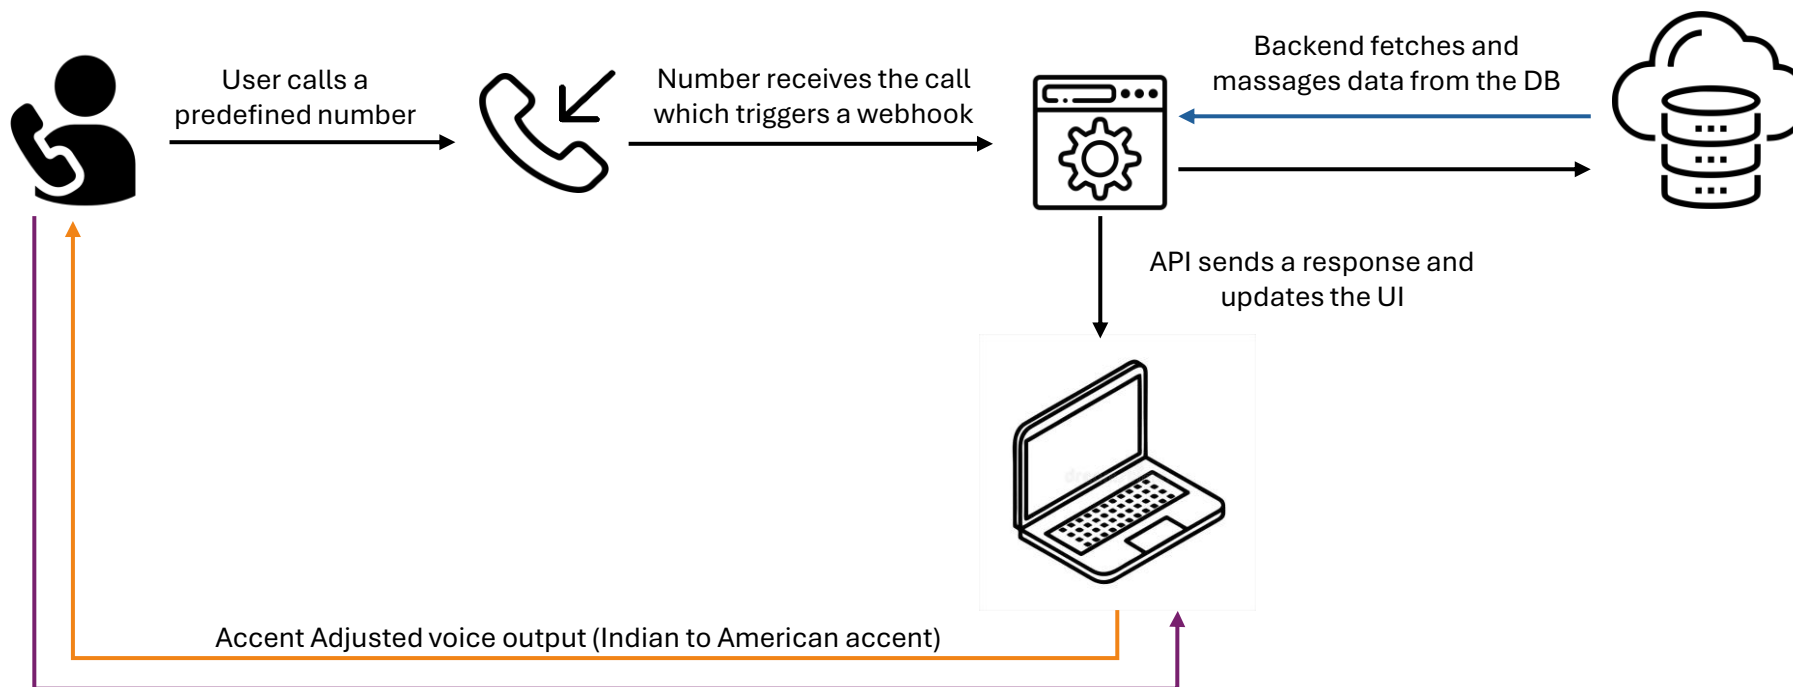 User calls a
predefined number
Number receives the call
which triggers a webhook
Backend fetches and
massages data from the DB
API sends a response and
updates the UI
Accent Adjusted voice output (Indian to American accent)